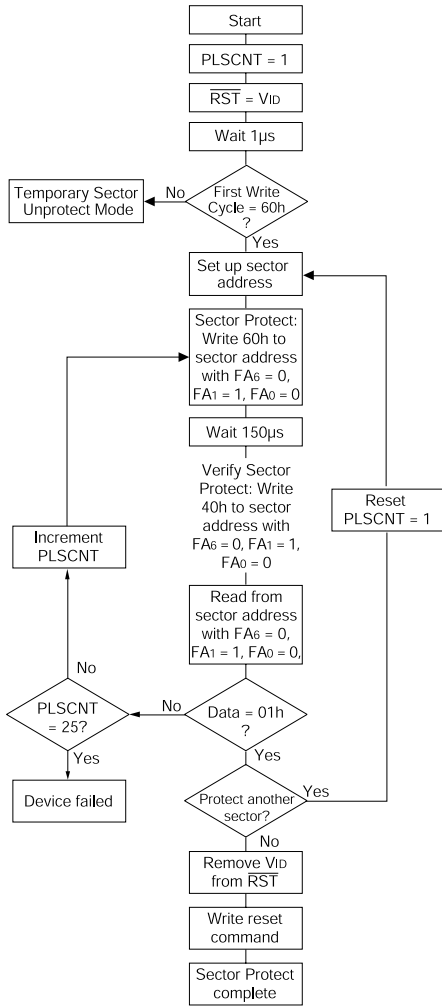 Start
PLSCNT = 1
RST = VID
Wait 1µs
First Write
Cycle = 60h
?
No
Temporary Sector
Unprotect Mode
Yes
Set up sector
address
Sector Protect:
Write 60h to
sector address
with FA6 = 0,
FA1 = 1, FA0 = 0
Wait 150µs
Verify Sector
Protect: Write
40h to sector
address with
FA6 = 0, FA1 = 1,
FA0 = 0
Reset
PLSCNT = 1
Increment
PLSCNT
Read from
sector address
with FA6 = 0,
FA1 = 1, FA0 = 0,
No
PLSCNT
= 25?
No
Data = 01h
?
Yes
Yes
Device failed
Protect another
sector?
Yes
No
Remove VID
from RST
Write reset
command
Sector Protect
complete